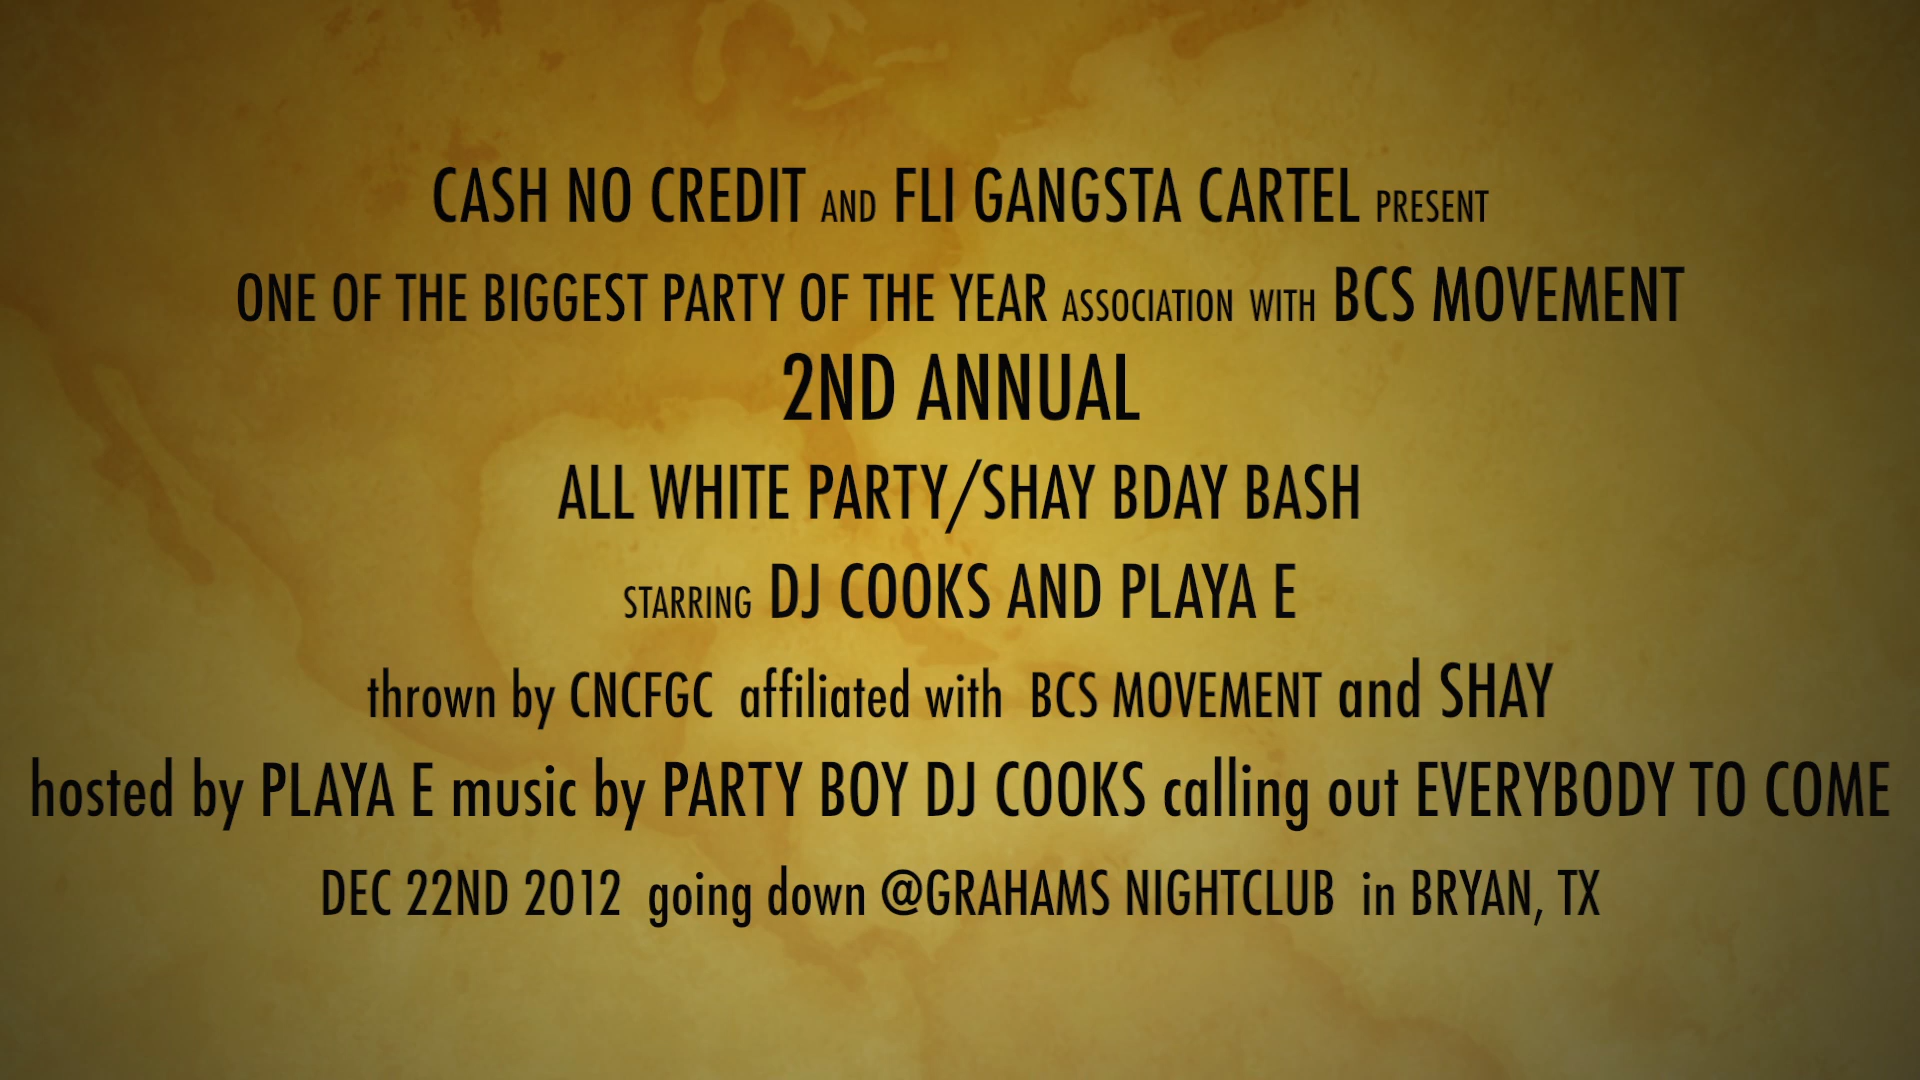 CASH NO CREDIT AND FLI GANGSTA CARTEL PRESENT
ONE OF THE BIGGEST PARTY OF THE YEAR ASSOCIATION WITH BCS MOVEMENT
2ND ANNUAL
ALL WHITE PARTY/SHAY BDAY BASH
STARRING DJ COOKS AND PLAYA E
thrown by CNCFGC affiliated with BCS MOVEMENT and SHAY
hosted by PLAYA E music by PARTY BOY DJ COOKS calling out EVERYBODY TO COME
DEC 22ND 2012 going down @GRAHAMS NIGHTCLUB in BRYAN, TX